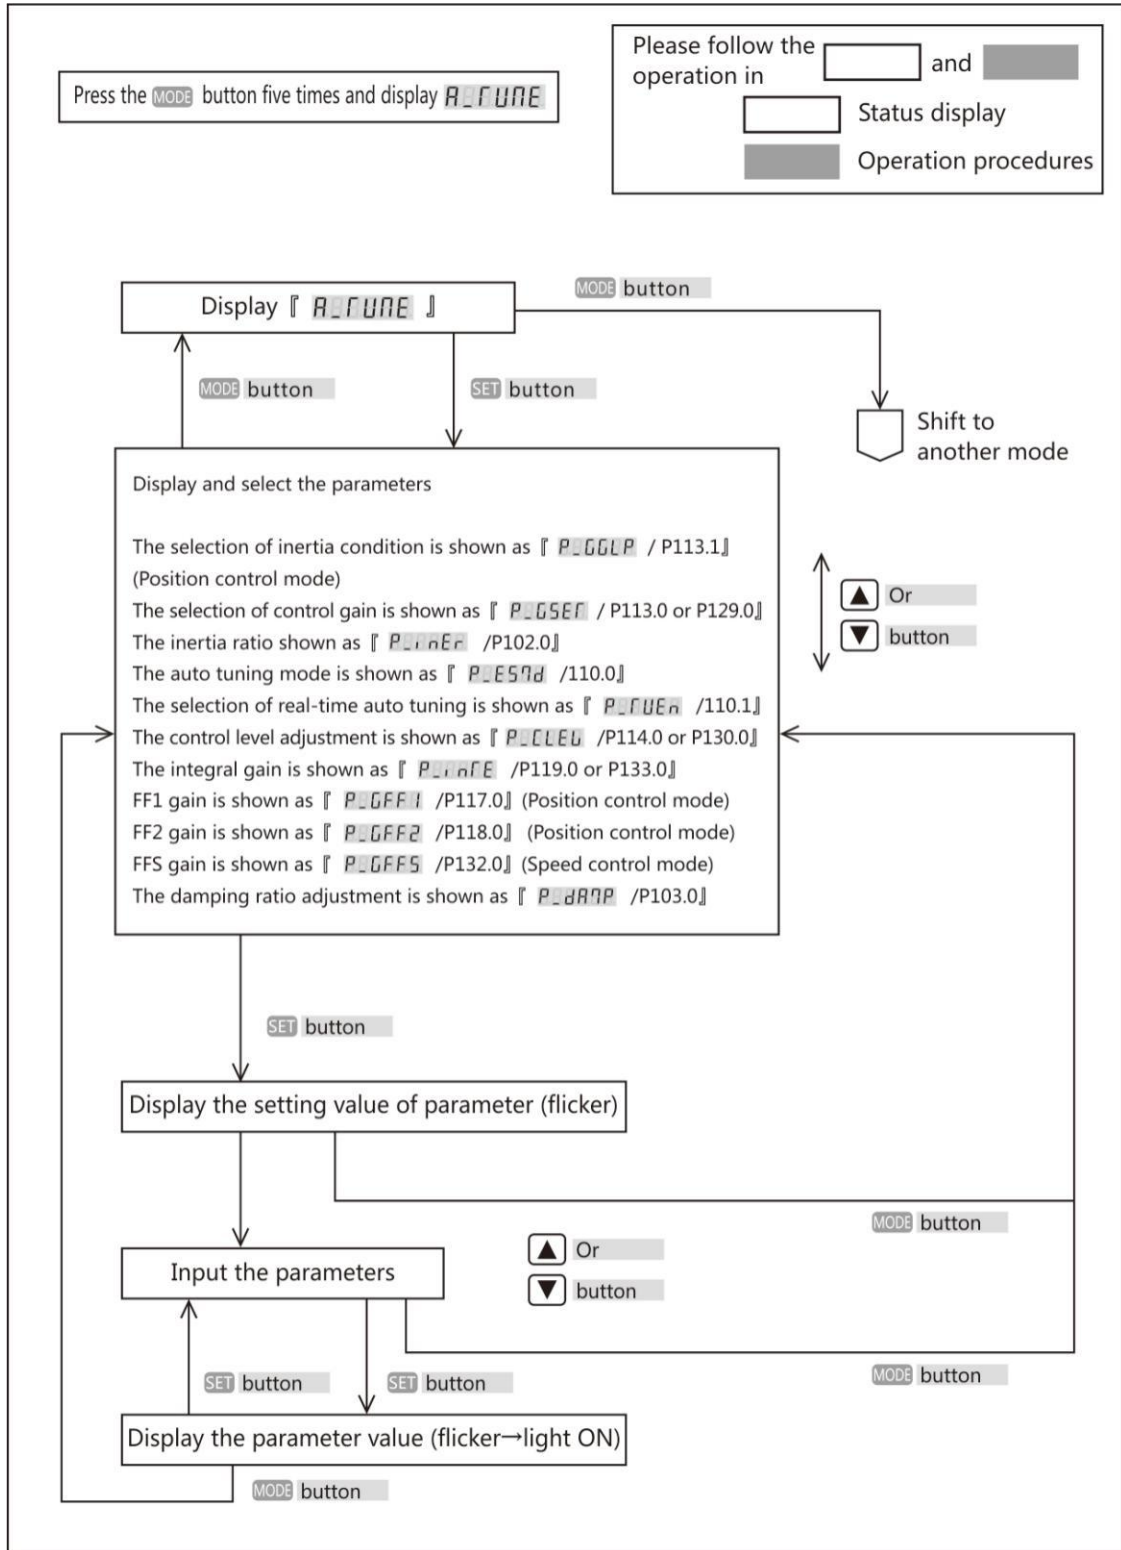 Please follow the
operation in and
Status display
Operation procedures
Press the MODE button five times and display A_TUNE
MODE button
Display『 A_TUNE 』
MODE button
SET button
Shift to
another mode
Display and select the parameters
The selection of inertia condition is shown as『 P_GGLP / P113.1』
(Position control mode)
The selection of control gain is shown as『 P_GSET / P113.0 or P129.0』
The inertia ratio shown as『 P_inEr /P102.0』
The auto tuning mode is shown as『 P_ESMd /110.0』
The selection of real-time auto tuning is shown as『 P_TUEn /110.1』
The control level adjustment is shown as『 P_CLEL /P114.0 or P130.0』
The integral gain is shown as『 P_inTE /P119.0 or P133.0』
FF1 gain is shown as『 P_GFF1 /P117.0』(Position control mode)
FF2 gain is shown as『 P_GFF2 /P118.0』 (Position control mode)
FFS gain is shown as『 P_GFFS /P132.0』(Speed control mode)
The damping ratio adjustment is shown as『 P_dAMP /P103.0』
▲ Or
▼ button
SET button
Display the setting value of parameter (flicker)
MODE button
Input the parameters
▲ Or
▼ button
SET button
SET button
MODE button
Display the parameter value (flicker→light ON)
MODE button